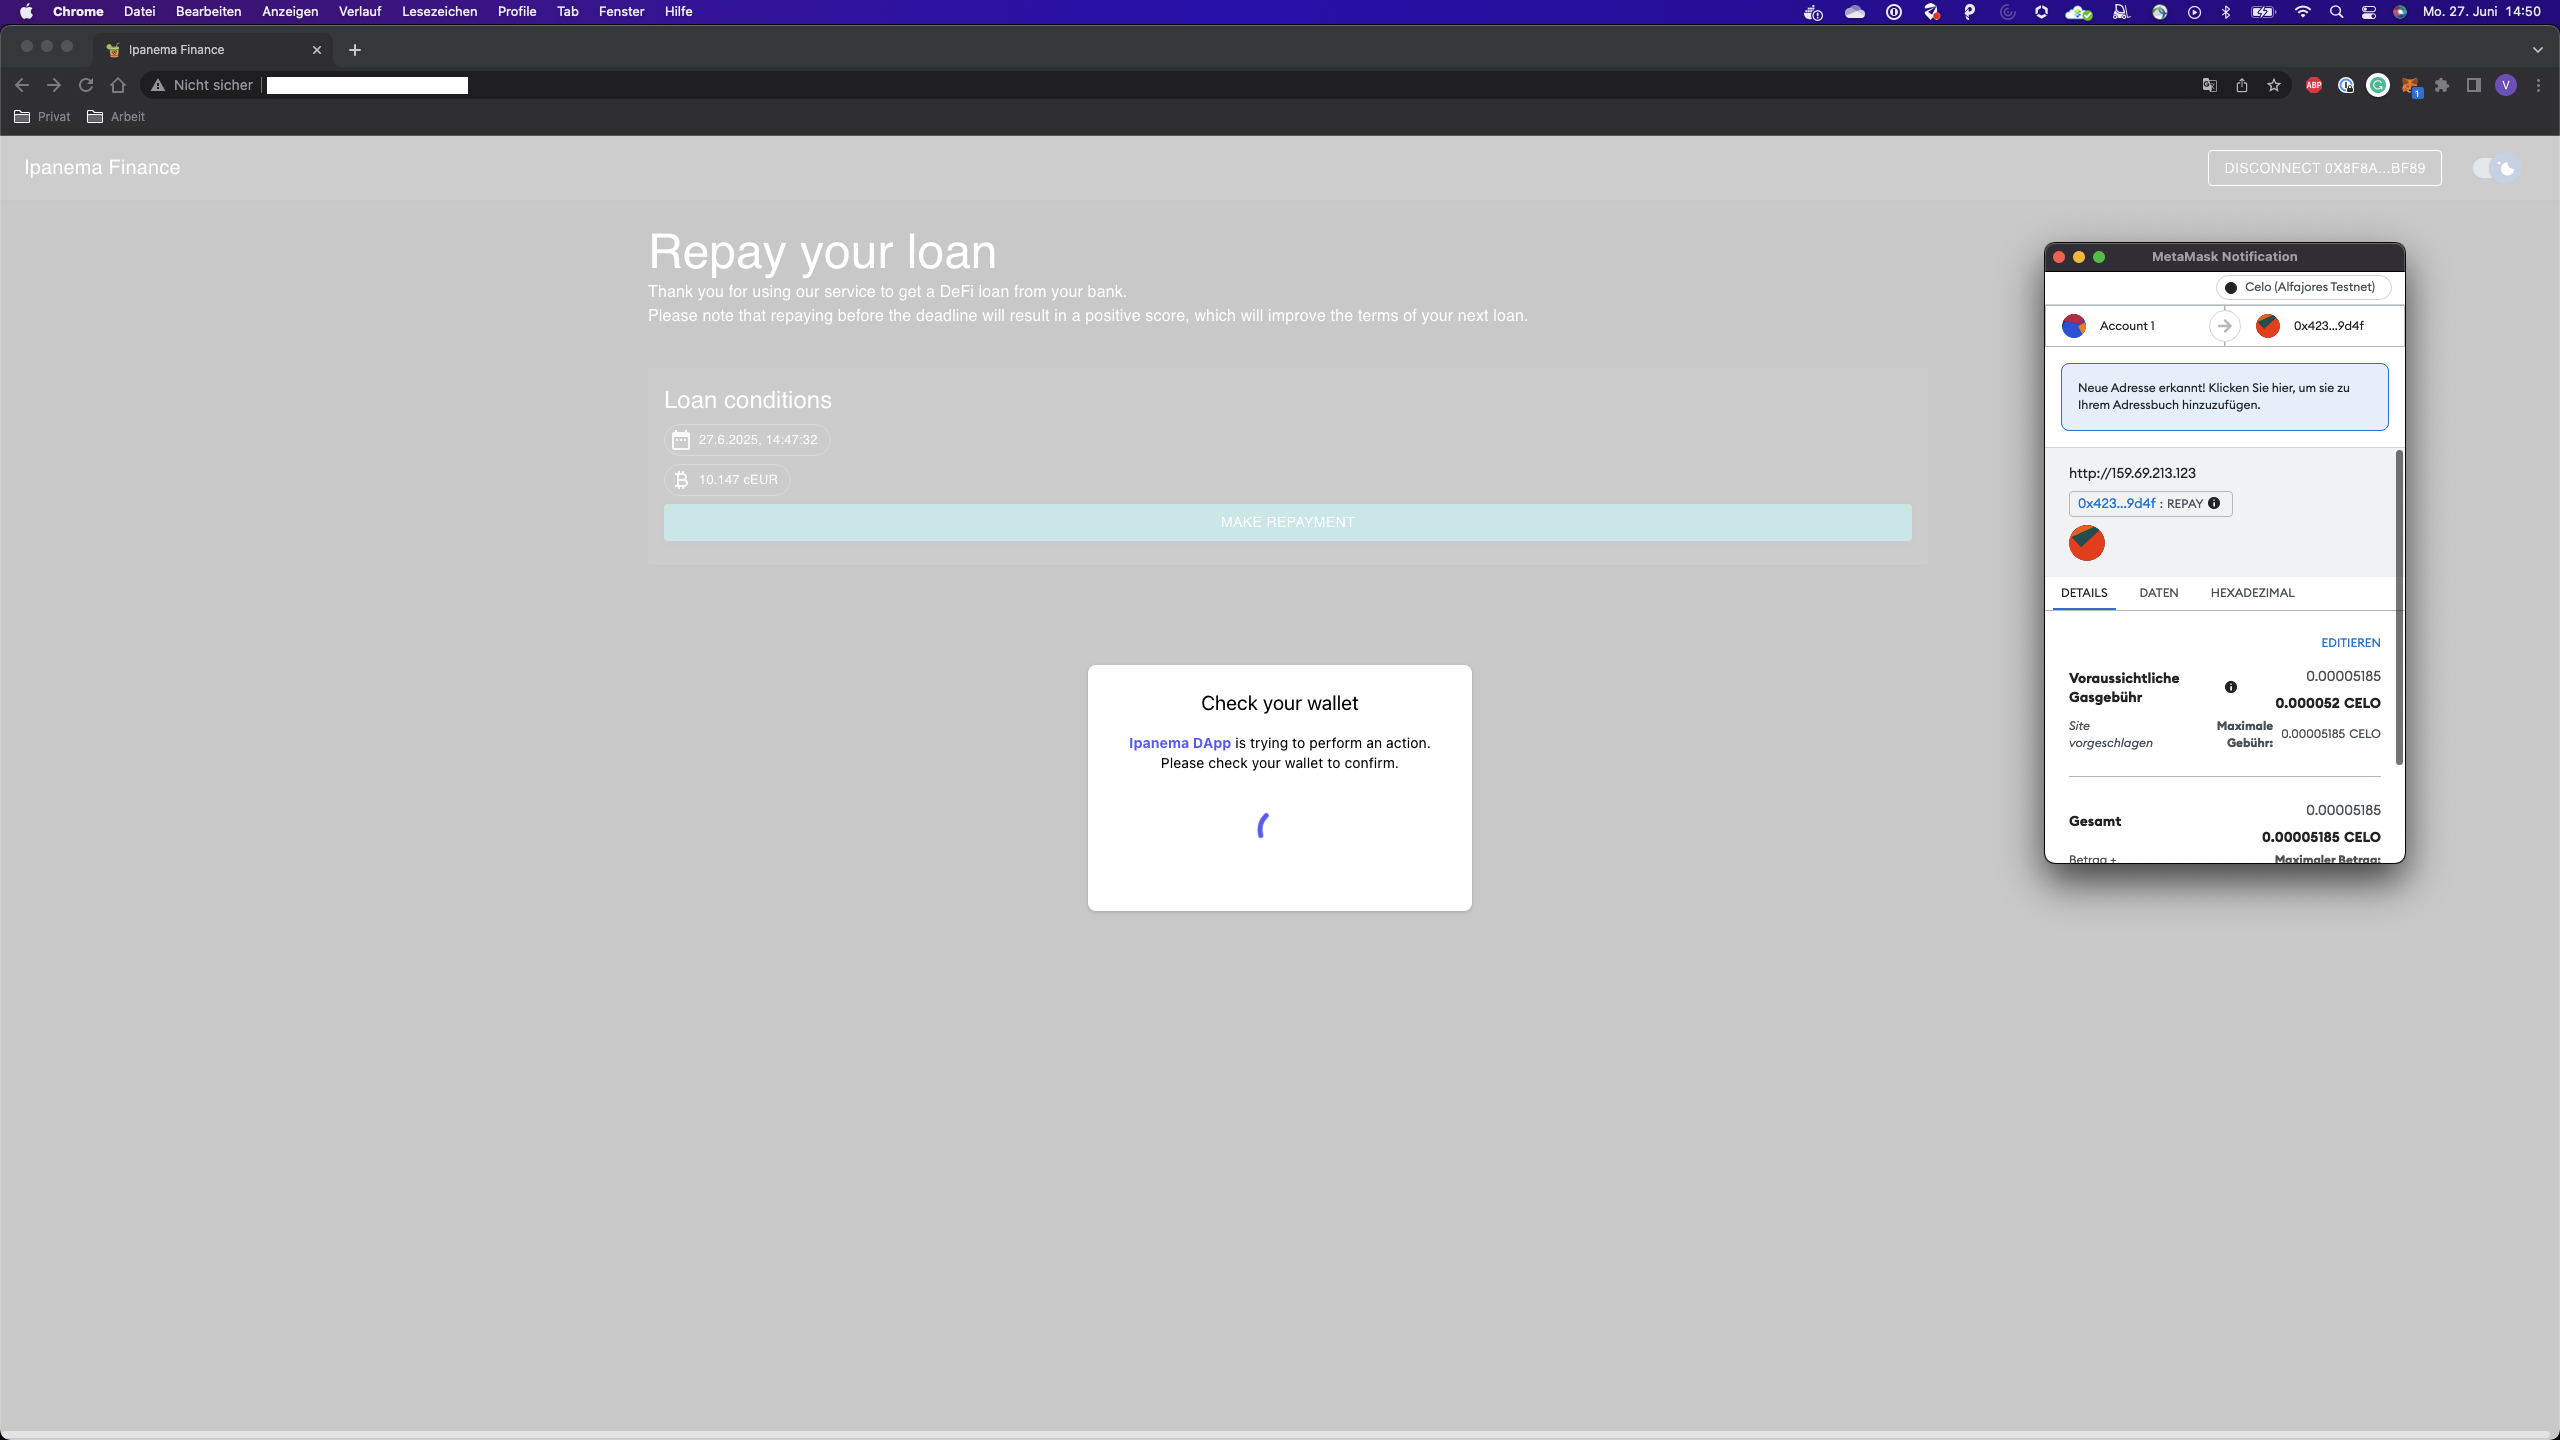 Chrome Datei Bearbeiten Anzeigen Verlauf Lesezeichen Profile Tab Fenster Hilfe Mo. 27. Juni 14:50
Ipanema Finance
Nicht sicher
ABP
1
V
Privat Arbeit
Ipanema Finance
DISCONNECT 0X8F8A...BF89
Repay your loan
Thank you for using our service to get a DeFi loan from your bank.
Please note that repaying before the deadline will result in a positive score, which will improve the terms of your next loan.
Loan conditions
27.6.2025, 14:47:32
10.147 cEUR
MAKE REPAYMENT
Check your wallet
Ipanema DApp is trying to perform an action.
Please check your wallet to confirm.
MetaMask Notification
Celo (Alfajores Testnet)
Account 1 0x423...9d4f
Neue Adresse erkannt! Klicken Sie hier, um sie zu
Ihrem Adressbuch hinzuzufügen.
http://159.69.213.123
0x423...9d4f : REPAY
DETAILS DATEN HEXADEZIMAL
EDITIEREN
Voraussichtliche
Gasgebühr
0.00005185
0.000052 CELO
Site
vorgeschlagen
Maximale
Gebühr:
0.00005185 CELO
Gesamt
0.00005185
0.00005185 CELO
Betrag +
Maximaler Betrag: